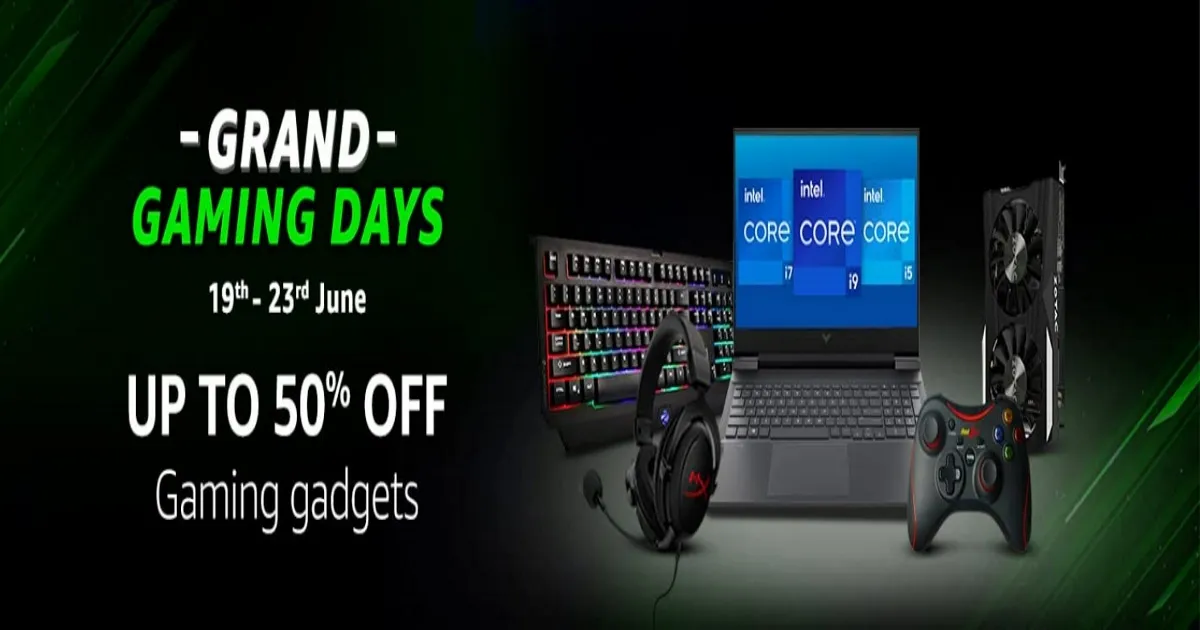 -GRAND-
GAMING DAYS
19th - 23rd June
UP TO 50% OFF
Gaming gadgets
intel.
CORE
i7
intel.
CORE
i9
intel.
CORE
i5
ZOTAC